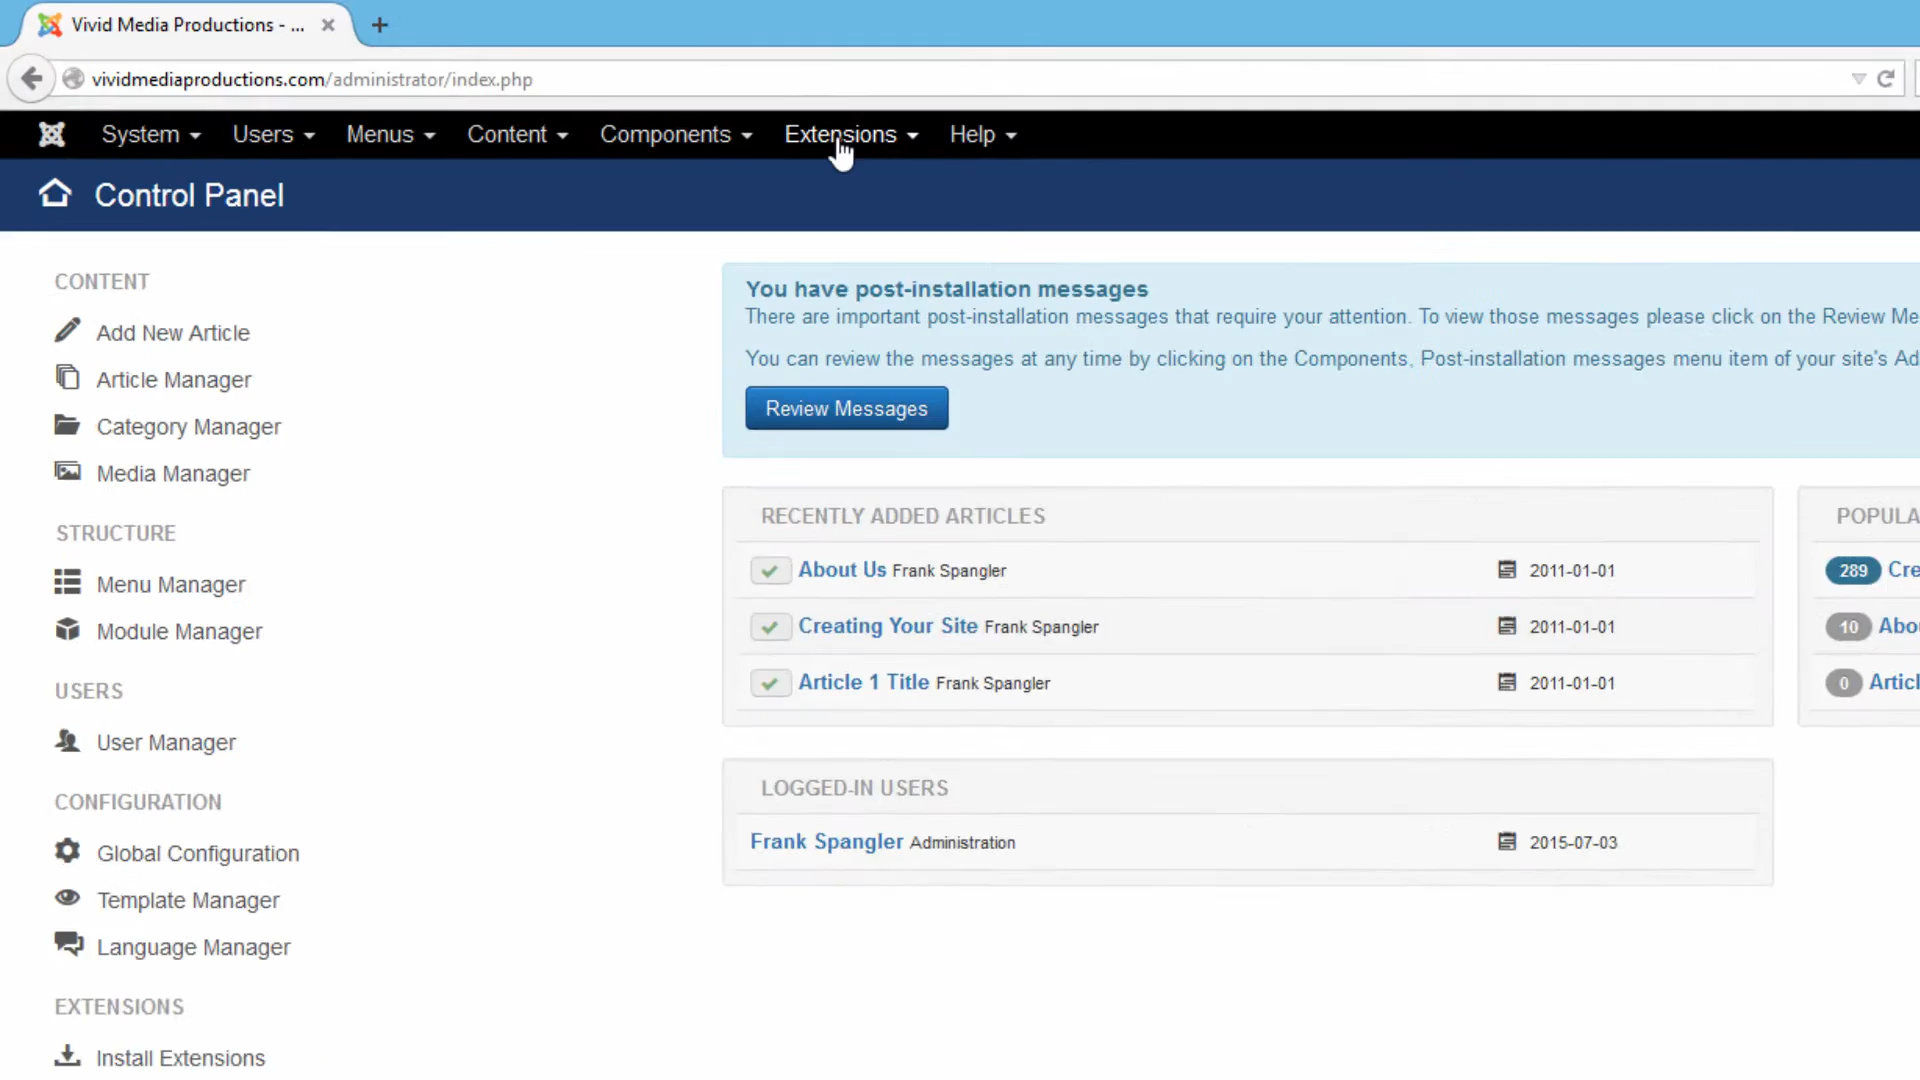 Vivid Media Productions - ...
vividmediaproductions.com/administrator/index.php
System Users Menus Content Components Extensions Help
Control Panel
CONTENT
Add New Article
Article Manager
Category Manager
Media Manager
STRUCTURE
Menu Manager
Module Manager
USERS
User Manager
CONFIGURATION
Global Configuration
Template Manager
Language Manager
EXTENSIONS
Install Extensions
You have post-installation messages
There are important post-installation messages that require your attention. To view those messages please click on the Review Me
You can review the messages at any time by clicking on the Components, Post-installation messages menu item of your site's Ad
Review Messages
RECENTLY ADDED ARTICLES
About Us Frank Spangler 2011-01-01
Creating Your Site Frank Spangler 2011-01-01
Article 1 Title Frank Spangler 2011-01-01
LOGGED-IN USERS
Frank Spangler Administration 2015-07-03
POPULA
289 Cre
10 Abo
0 Articl